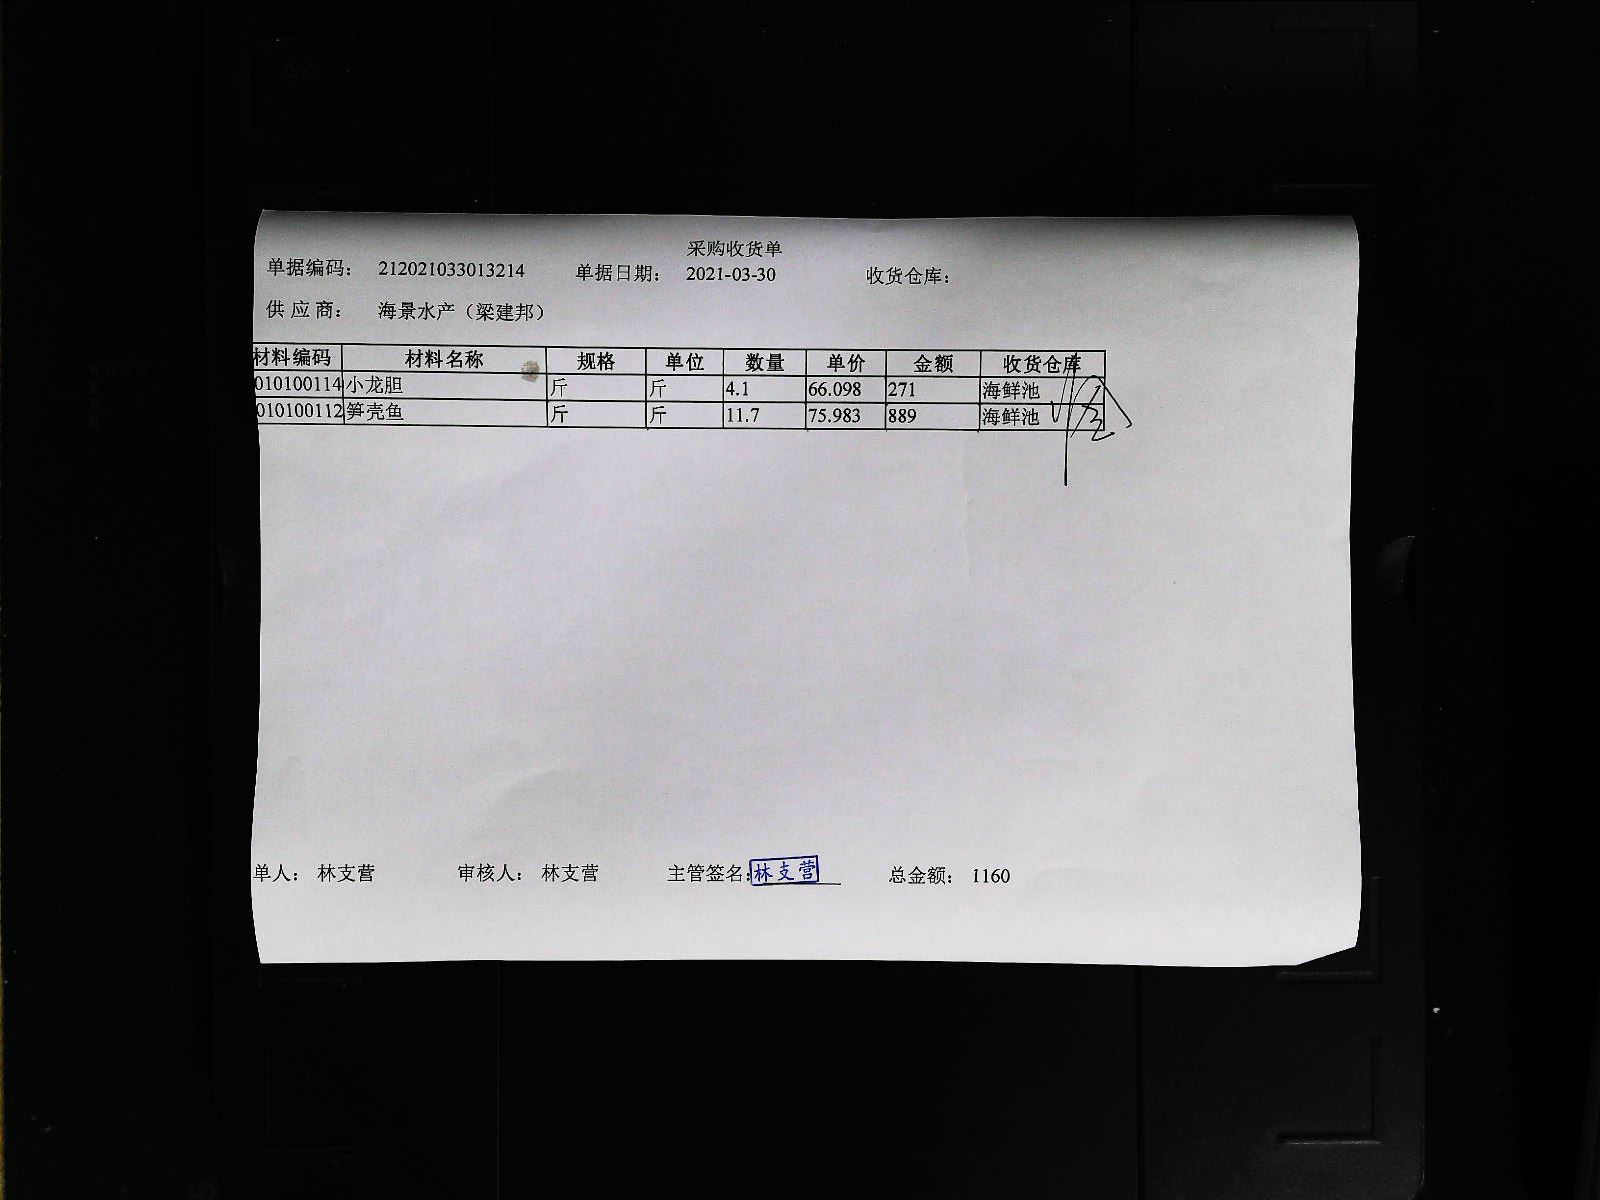 采购收货单
单据编码： 212021033013214 单据日期： 2021-03-30 收货仓库：
供 应 商： 海景水产（梁建邦）
材料编码 材料名称 规格 单位 数量 单价 金额 收货仓库
010100114 小龙胆 斤 斤 4.1 66.098 271 海鲜池
010100112 笋壳鱼 斤 斤 11.7 75.983 889 海鲜池
单人： 林支营 审核人： 林支营 主管签名： 林支营 总金额： 1160